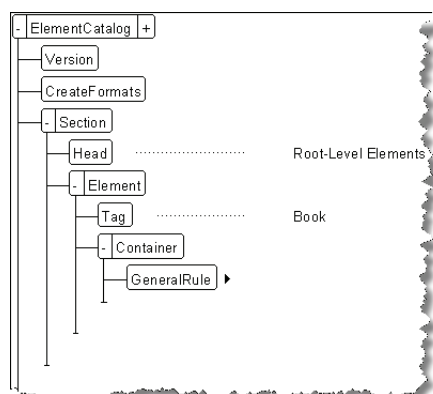 - ElementCatalog +
Version
CreateFormats
- Section
Head Root-Level Elements
- Element
Tag Book
- Container
GeneralRule